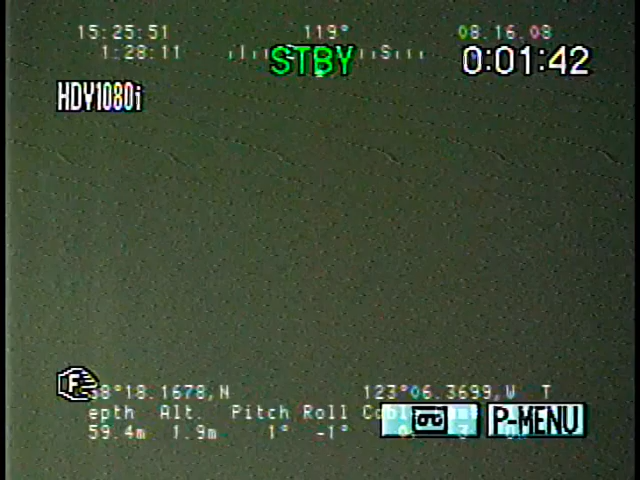 15:25:51 119° 08.16.08
1:28:11 S
STBY 0:01:42
HDV1080i
F 38°18.1678,N 123°06.3699,W T
epth Alt. Pitch Roll
59.4m 1.9m 1° -1°
P-MENU